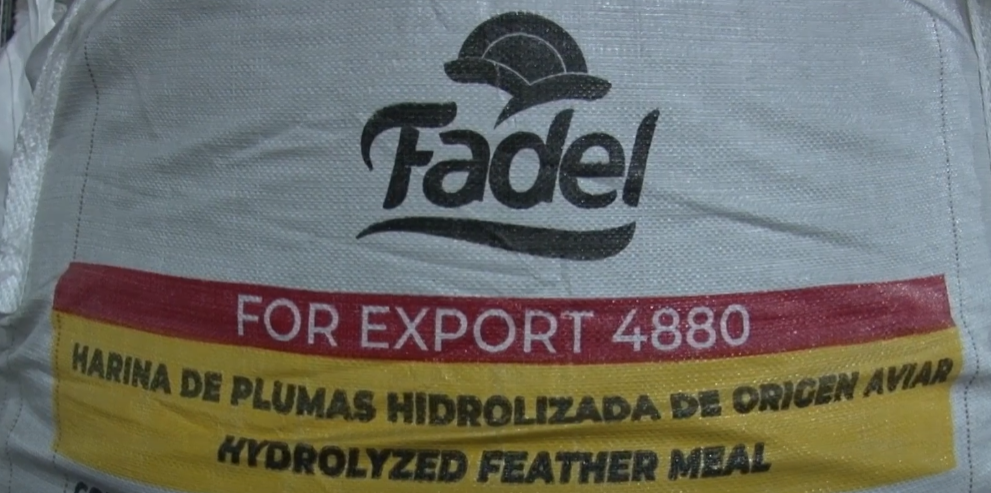 Fadel
FOR EXPORT 4880
HARINA DE PLUMAS HIDROLIZADA DE ORIGEN AVIAR
HYDROLYZED FEATHER MEAL